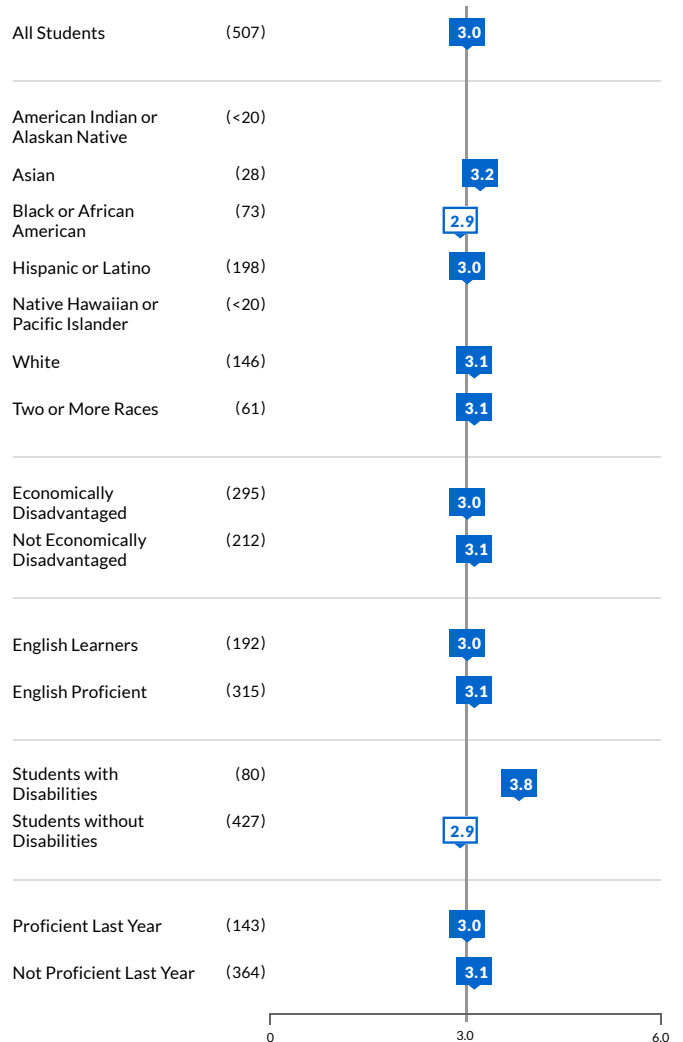 All Students (507) 3.0
American Indian or (<20)
Alaskan Native
Asian (28) 3.2
Black or African (73) 2.9
American
Hispanic or Latino (198) 3.0
Native Hawaiian or (<20)
Pacific Islander
White (146) 3.1
Two or More Races (61) 3.1
Economically (295) 3.0
Disadvantaged
Not Economically (212) 3.1
Disadvantaged
English Learners (192) 3.0
English Proficient (315) 3.1
Students with (80) 3.8
Disabilities
Students without (427) 2.9
Disabilities
Proficient Last Year (143) 3.0
Not Proficient Last Year (364) 3.1
0 3.0 6.0